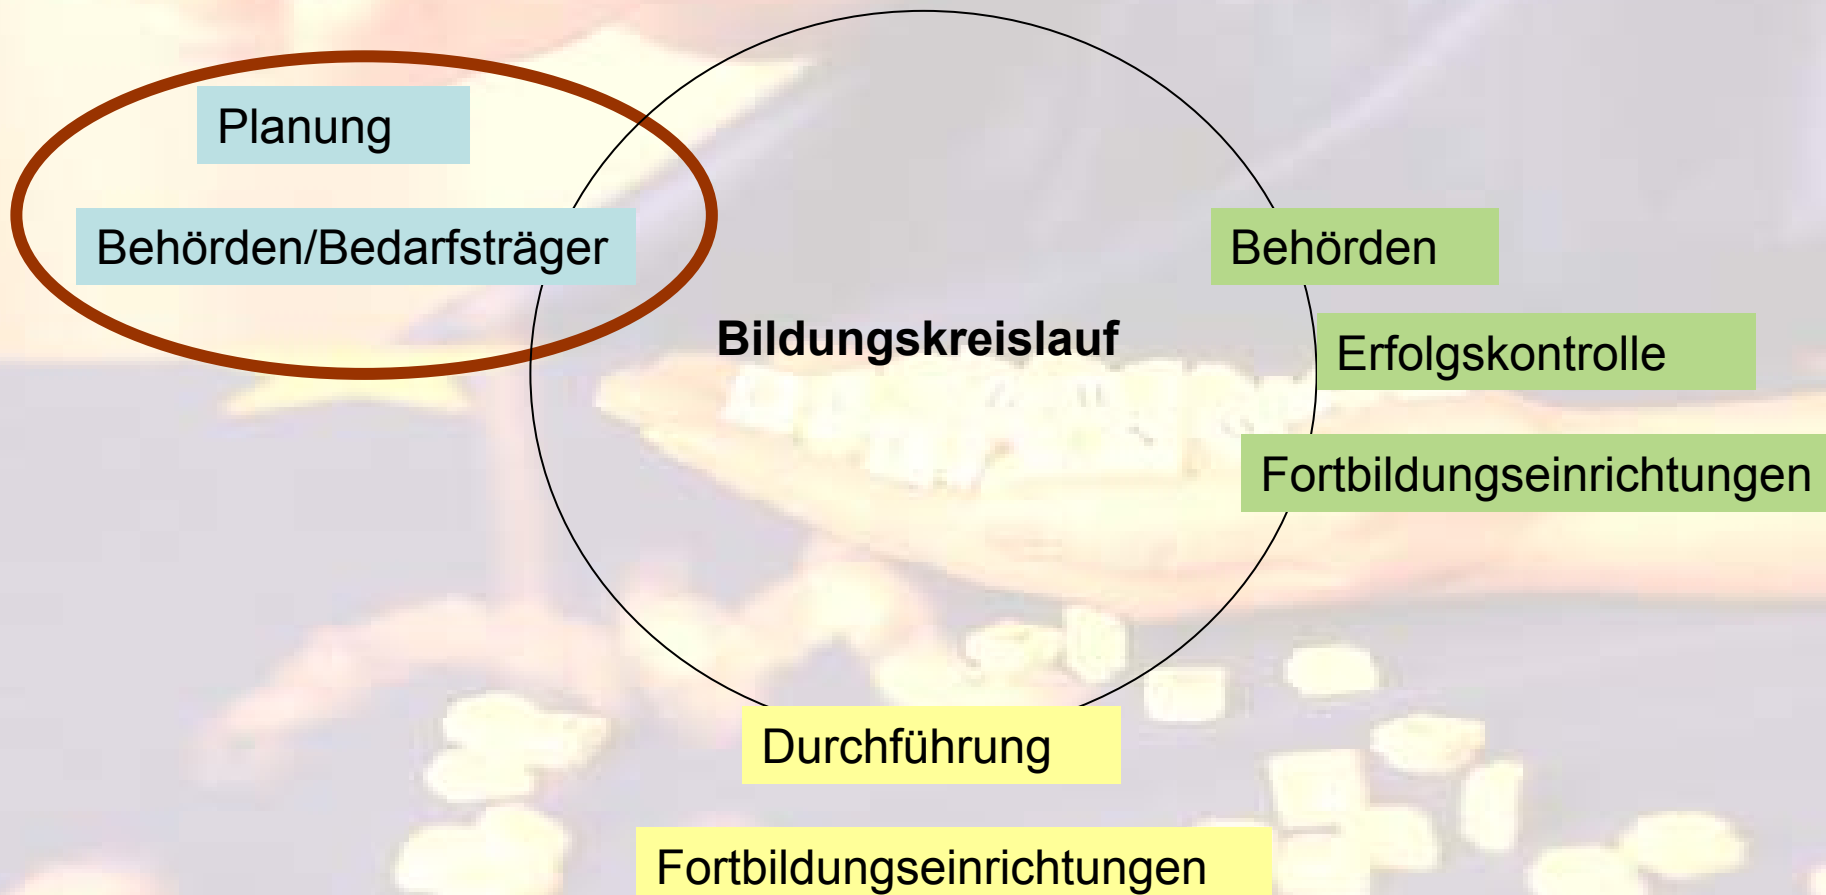 Planung
Behörden/Bedarfsträger
Bildungskreislauf
Behörden
Erfolgskontrolle
Fortbildungseinrichtungen
Durchführung
Fortbildungseinrichtungen